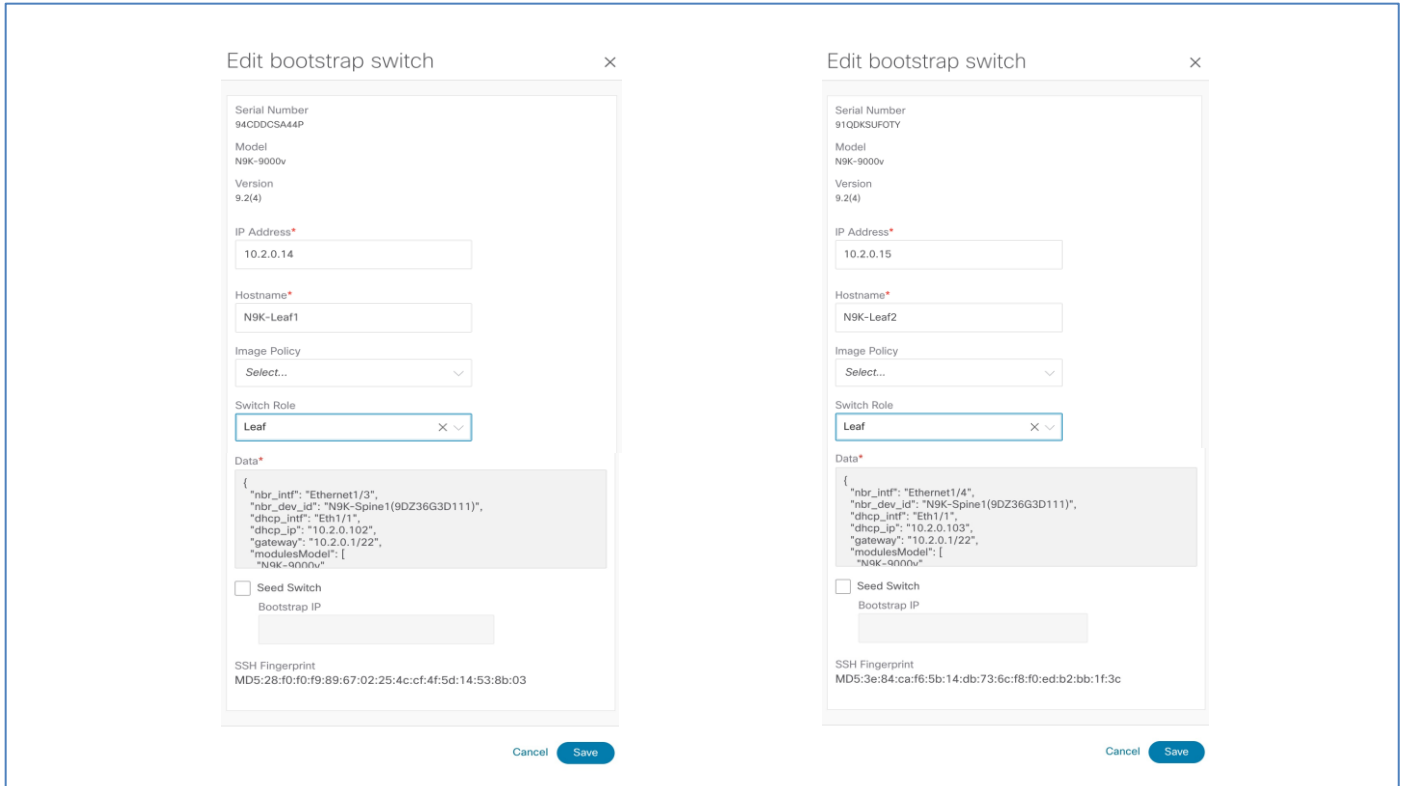 Edit bootstrap switch
Serial Number
94CDDCSA44P
Model
N9K-9000v
Version
9.2(4)
IP Address*
10.2.0.14
Hostname*
N9K-Leaf1
Image Policy
Select...
Switch Role
Leaf
Data*
{
"nbr_intf": "Ethernet1/3",
"nbr_dev_id": "N9K-Spine1(9DZ36G3D111)",
"dhcp_intf": "Eth1/1",
"dhcp_ip": "10.2.0.102",
"gateway": "10.2.0.1/22",
"modulesModel": [
"N9K-9000v"
Seed Switch
Bootstrap IP
SSH Fingerprint
MD5:28:f0:f0:f9:89:67:02:25:4c:cf:4f:5d:14:53:8b:03
Cancel
Save
Edit bootstrap switch
Serial Number
91QDKSUFOTY
Model
N9K-9000v
Version
9.2(4)
IP Address*
10.2.0.15
Hostname*
N9K-Leaf2
Image Policy
Select...
Switch Role
Leaf
Data*
{
"nbr_intf": "Ethernet1/4",
"nbr_dev_id": "N9K-Spine1(9DZ36G3D111)",
"dhcp_intf": "Eth1/1",
"dhcp_ip": "10.2.0.103",
"gateway": "10.2.0.1/22",
"modulesModel": [
"N9K-9000v"
Seed Switch
Bootstrap IP
SSH Fingerprint
MD5:3e:84:ca:f6:5b:14:db:73:6c:f8:f0:ed:b2:bb:1f:3c
Cancel
Save